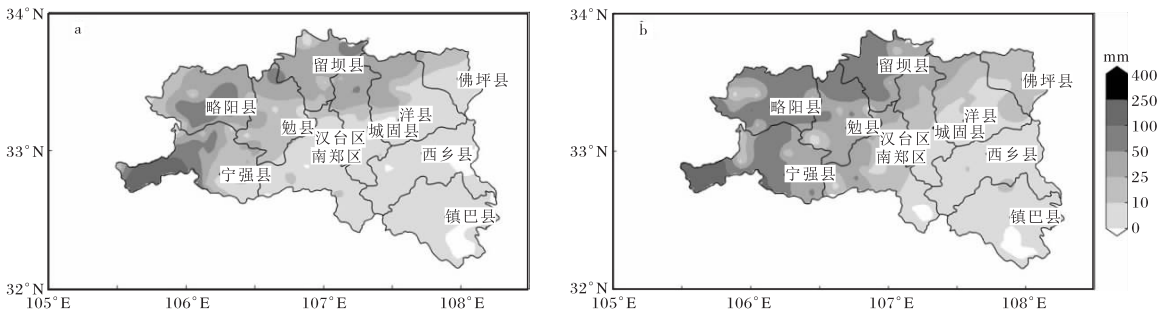 34°N
a
留坝县
佛坪县
略阳县
洋县
勉县
汉台区
城固县
33°N
南郑区
西乡县
宁强县
镇巴县
32°N
105°E
106°E
107°E
108°E
34°N
b
留坝县
佛坪县
略阳县
洋县
勉县
汉台区
城固县
33°N
南郑区
西乡县
宁强县
镇巴县
32°N
105°E
106°E
107°E
108°E
mm
400
250
100
50
25
10
0